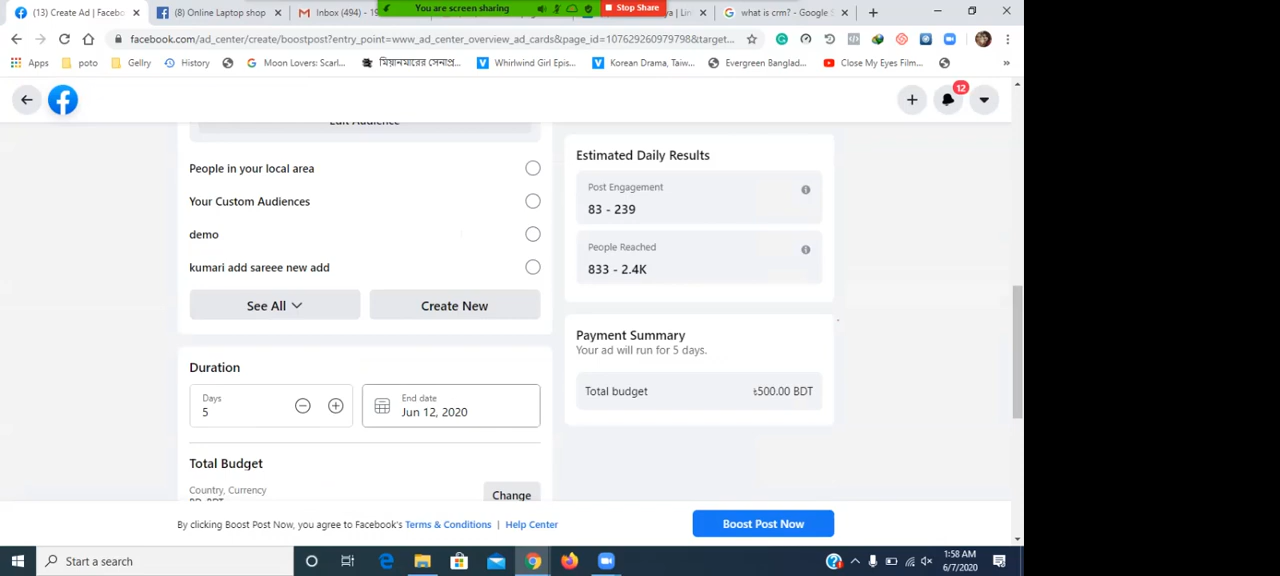 (13) Create Ad | Facebo
(8) Online Laptop shop
Inbox (494) - 19
You are screen sharing
Stop Share
what is crm? - Google S
facebook.com/ad_center/create/boostpost?entry_point=www_ad_center_overview_ad_cards&page_id=107629260979798&target...
Apps
poto
Gellry
History
Moon Lovers: Scarl...
মিয়ানমারের সেনাপ্র...
Whirlwind Girl Epis...
Korean Drama, Taiw...
Evergreen Banglad...
Close My Eyes Film...
»
12
Edit Audience
People in your local area
Your Custom Audiences
demo
kumari add sareee new add
See All
Create New
Duration
Days
5
End date
Jun 12, 2020
Total Budget
Country, Currency
Change
Estimated Daily Results
Post Engagement
83 - 239
People Reached
833 - 2.4K
Payment Summary
Your ad will run for 5 days.
Total budget
৳500.00 BDT
By clicking Boost Post Now, you agree to Facebook's Terms & Conditions | Help Center
Boost Post Now
Start a search
1:58 AM
6/7/2020